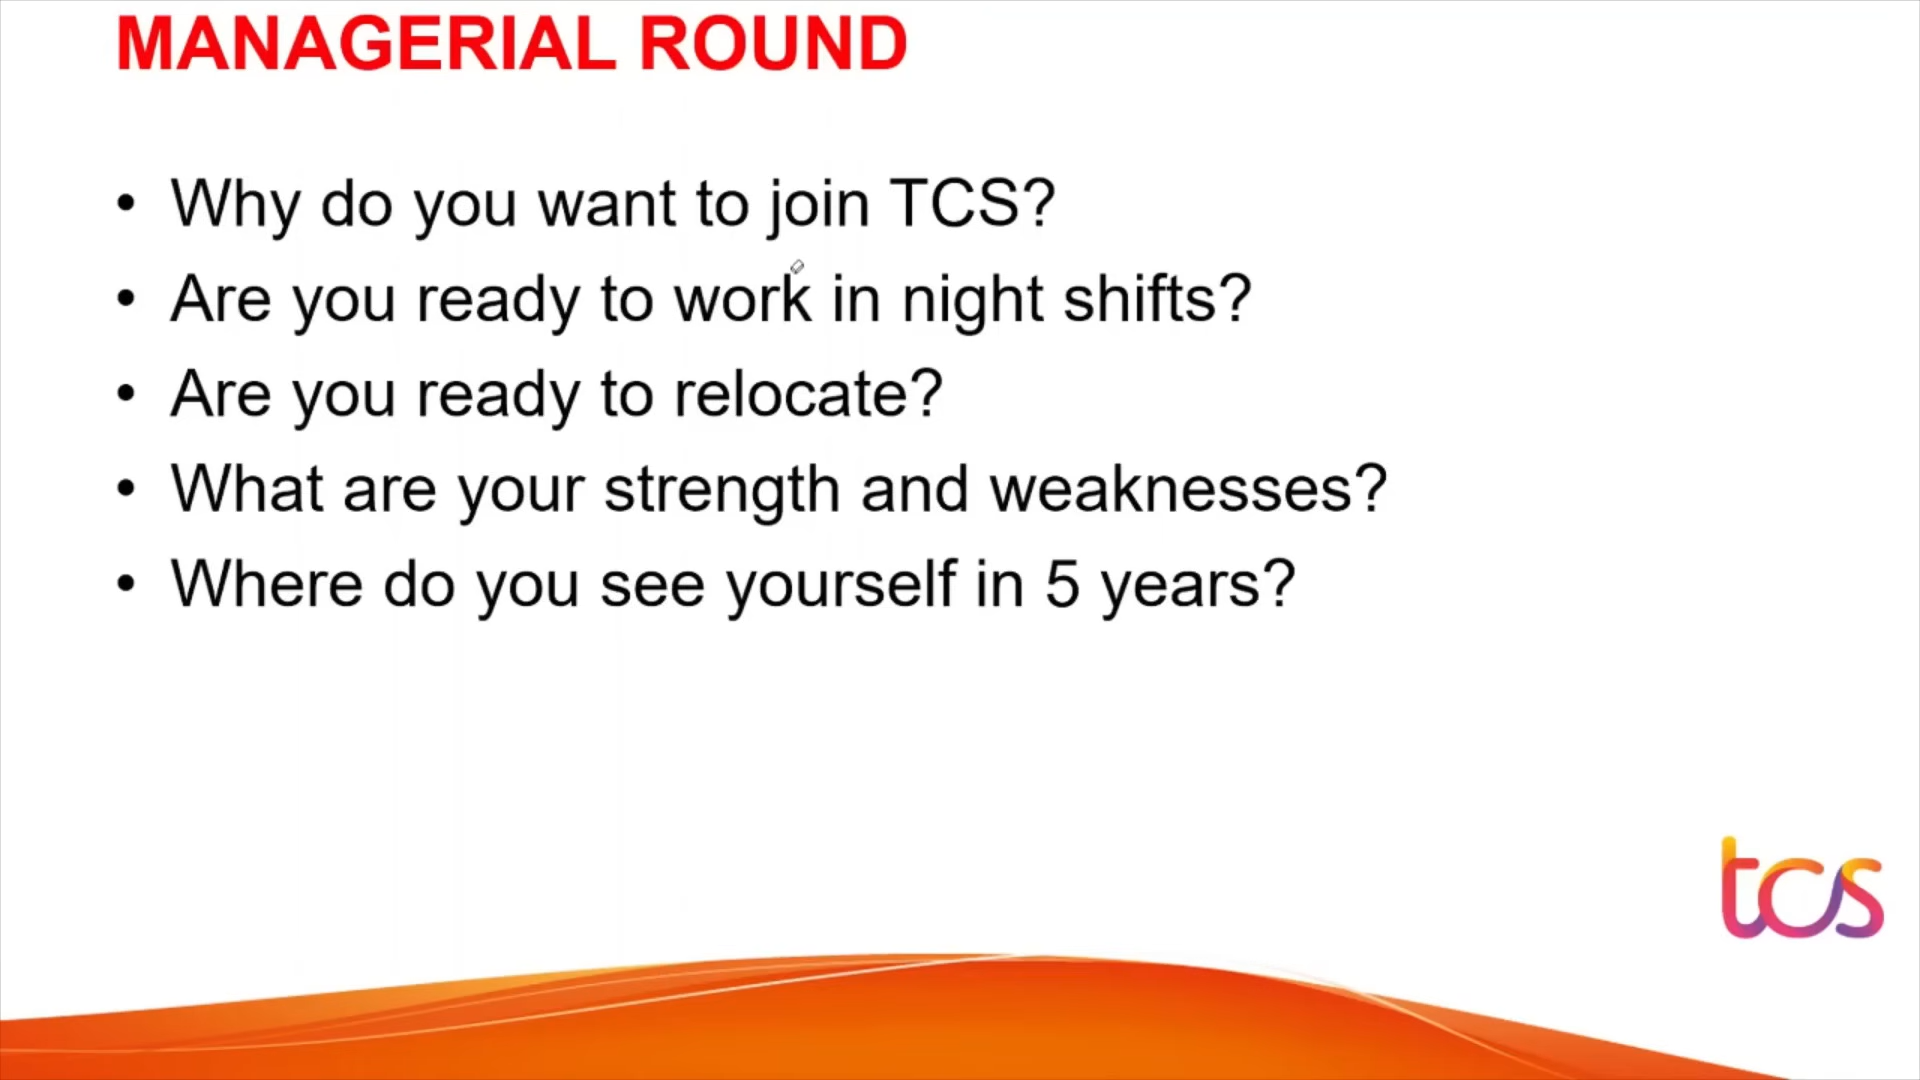 MANAGERIAL ROUND
• Why do you want to join TCS?
• Are you ready to work in night shifts?
• Are you ready to relocate?
• What are your strength and weaknesses?
• Where do you see yourself in 5 years?
tcs